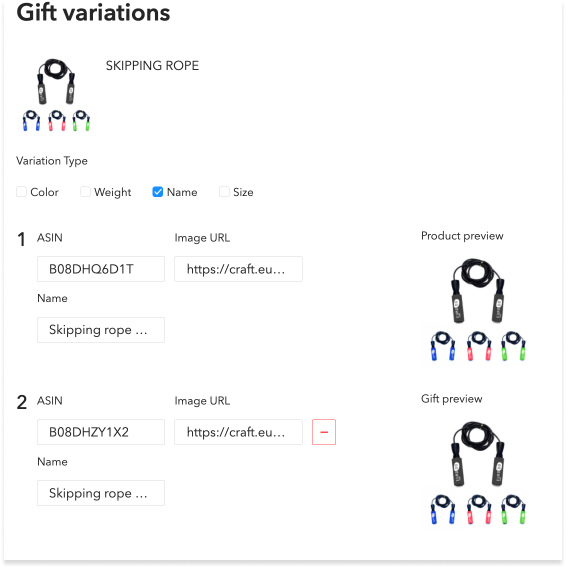 Gift variations
SKIPPING ROPE
Variation Type
Color Weight Name Size
1 ASIN Image URL Product preview
B08DHQ6D1T https://craft.eu...
Name
Skipping rope ...
2 ASIN Image URL Gift preview
B08DHZY1X2 https://craft.eu... −
Name
Skipping rope ...